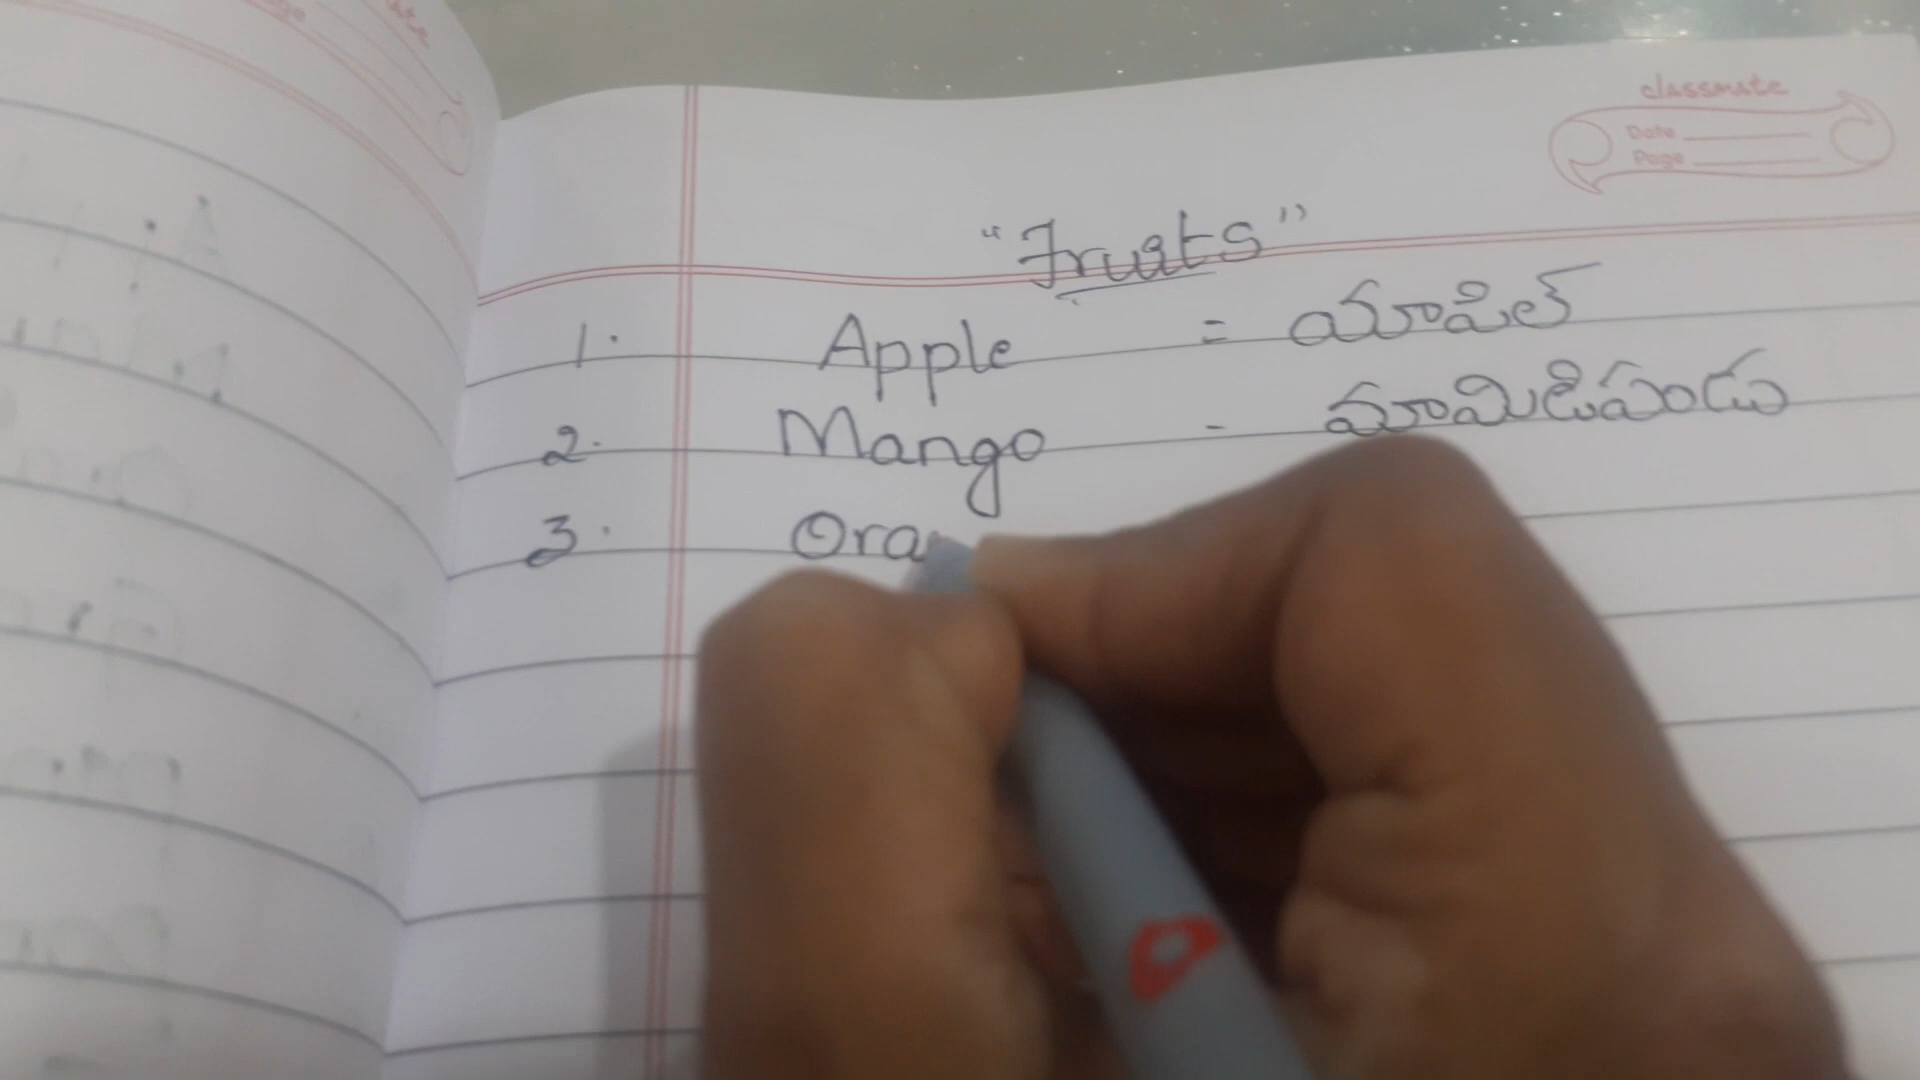 classmate
Date
Page
"Fruits"
1. Apple = యాపిల్
2. Mango - మామిడిపండు
3. Ora